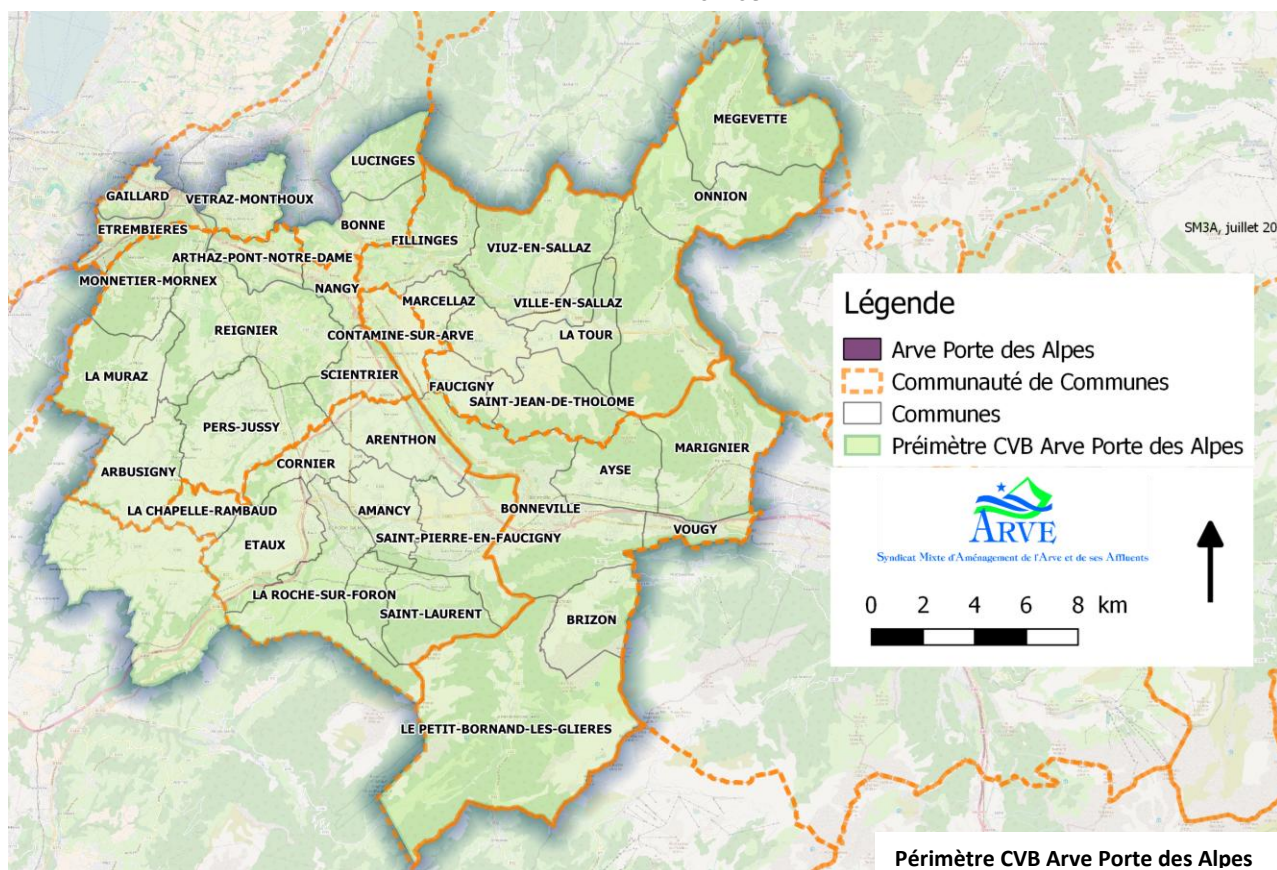 MEGEVETTE
LUCINGES
GAILLARD
VETRAZ-MONTHOUX
ONNION
ETREMBIERES
BONNE
FILLINGES
VIUZ-EN-SALLAZ
SM3A, juillet 20
ARTHAZ-PONT-NOTRE-DAME
MONNETIER-MORNEX
NANGY
MARCELLAZ
VILLE-EN-SALLAZ
REIGNIER
CONTAMINE-SUR-ARVE
LA TOUR
LA MURAZ
SCIENTRIER
FAUCIGNY
SAINT-JEAN-DE-THOLOME
PERS-JUSSY
ARENTHON
MARIGNIER
ARBUSIGNY
CORNIER
AYSE
LA CHAPELLE-RAMBAUD
AMANCY
BONNEVILLE
VOUGY
ETAUX
SAINT-PIERRE-EN-FAUCIGNY
LA ROCHE-SUR-FORON
SAINT-LAURENT
BRIZON
LE PETIT-BORNAND-LES-GLIERES
Légende
Arve Porte des Alpes
Communauté de Communes
Communes
Préimètre CVB Arve Porte des Alpes
ARVE
Syndicat Mixte d'Aménagement de l'Arve et de ses Affluents
0 2 4 6 8 km
Périmètre CVB Arve Porte des Alpes